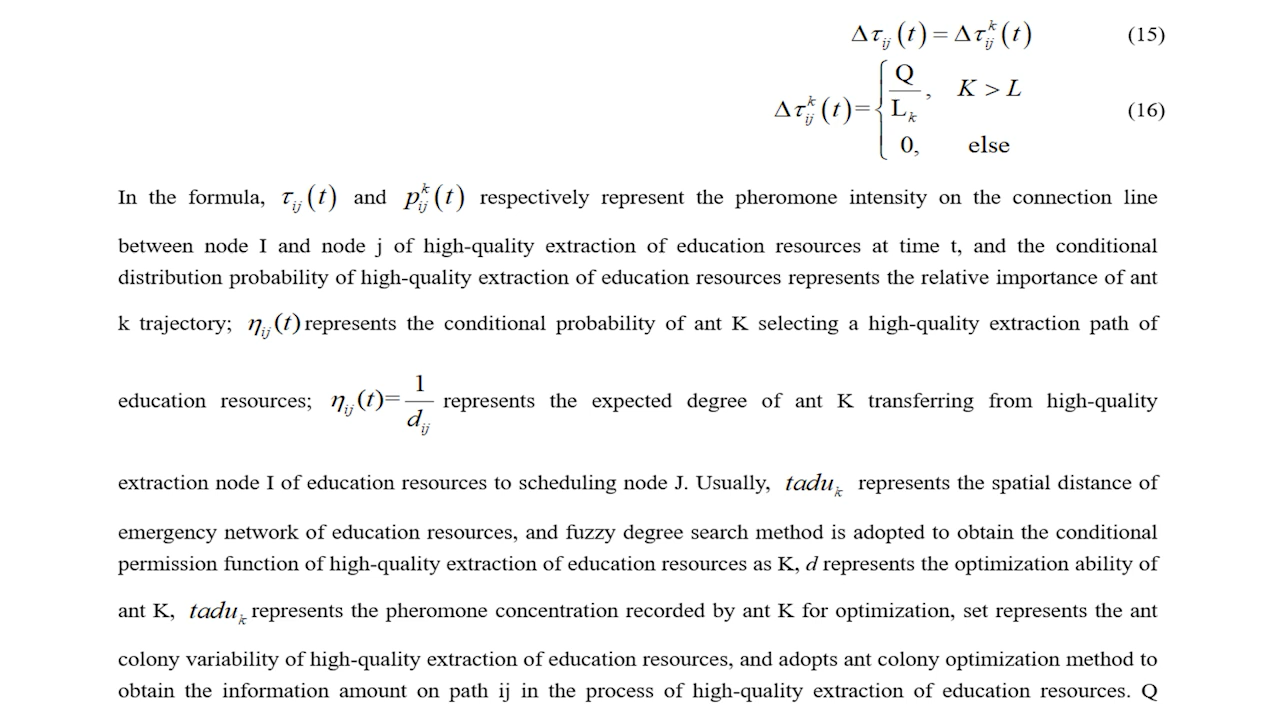 Δτ_ij (t) = Δτ_ij^k (t) (15)
Δτ_ij^k (t) = { Q / L_k , K > L (16)
0, else
In the formula, τ_ij (t) and p_ij^k (t) respectively represent the pheromone intensity on the connection line
between node I and node j of high-quality extraction of education resources at time t, and the conditional
distribution probability of high-quality extraction of education resources represents the relative importance of ant
k trajectory; η_ij (t) represents the conditional probability of ant K selecting a high-quality extraction path of
education resources; η_ij (t) = 1 / d_ij represents the expected degree of ant K transferring from high-quality
extraction node I of education resources to scheduling node J. Usually, tadu_k represents the spatial distance of
emergency network of education resources, and fuzzy degree search method is adopted to obtain the conditional
permission function of high-quality extraction of education resources as K, d represents the optimization ability of
ant K, tadu_k represents the pheromone concentration recorded by ant K for optimization, set represents the ant
colony variability of high-quality extraction of education resources, and adopts ant colony optimization method to
obtain the information amount on path ij in the process of high-quality extraction of education resources. Q